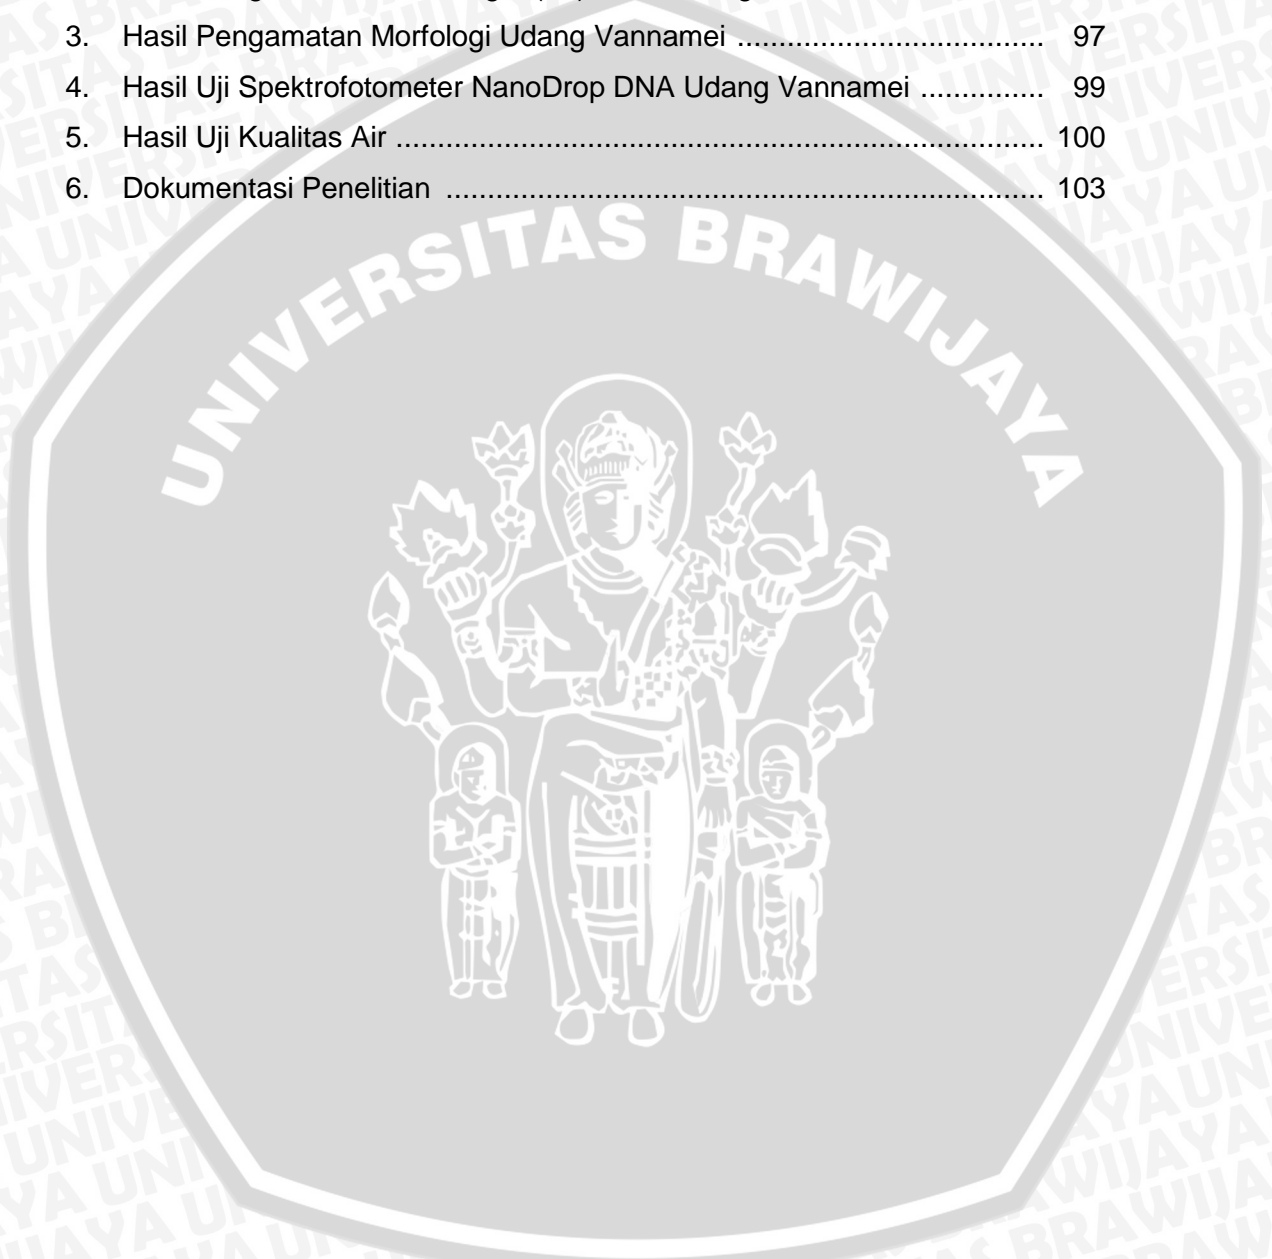 3. Hasil Pengamatan Morfologi Udang Vannamei .................................... 97
4. Hasil Uji Spektrofotometer NanoDrop DNA Udang Vannamei ............... 99
5. Hasil Uji Kualitas Air ............................................................................. 100
6. Dokumentasi Penelitian ....................................................................... 103
UNIVERSITAS BRAWIJAYA